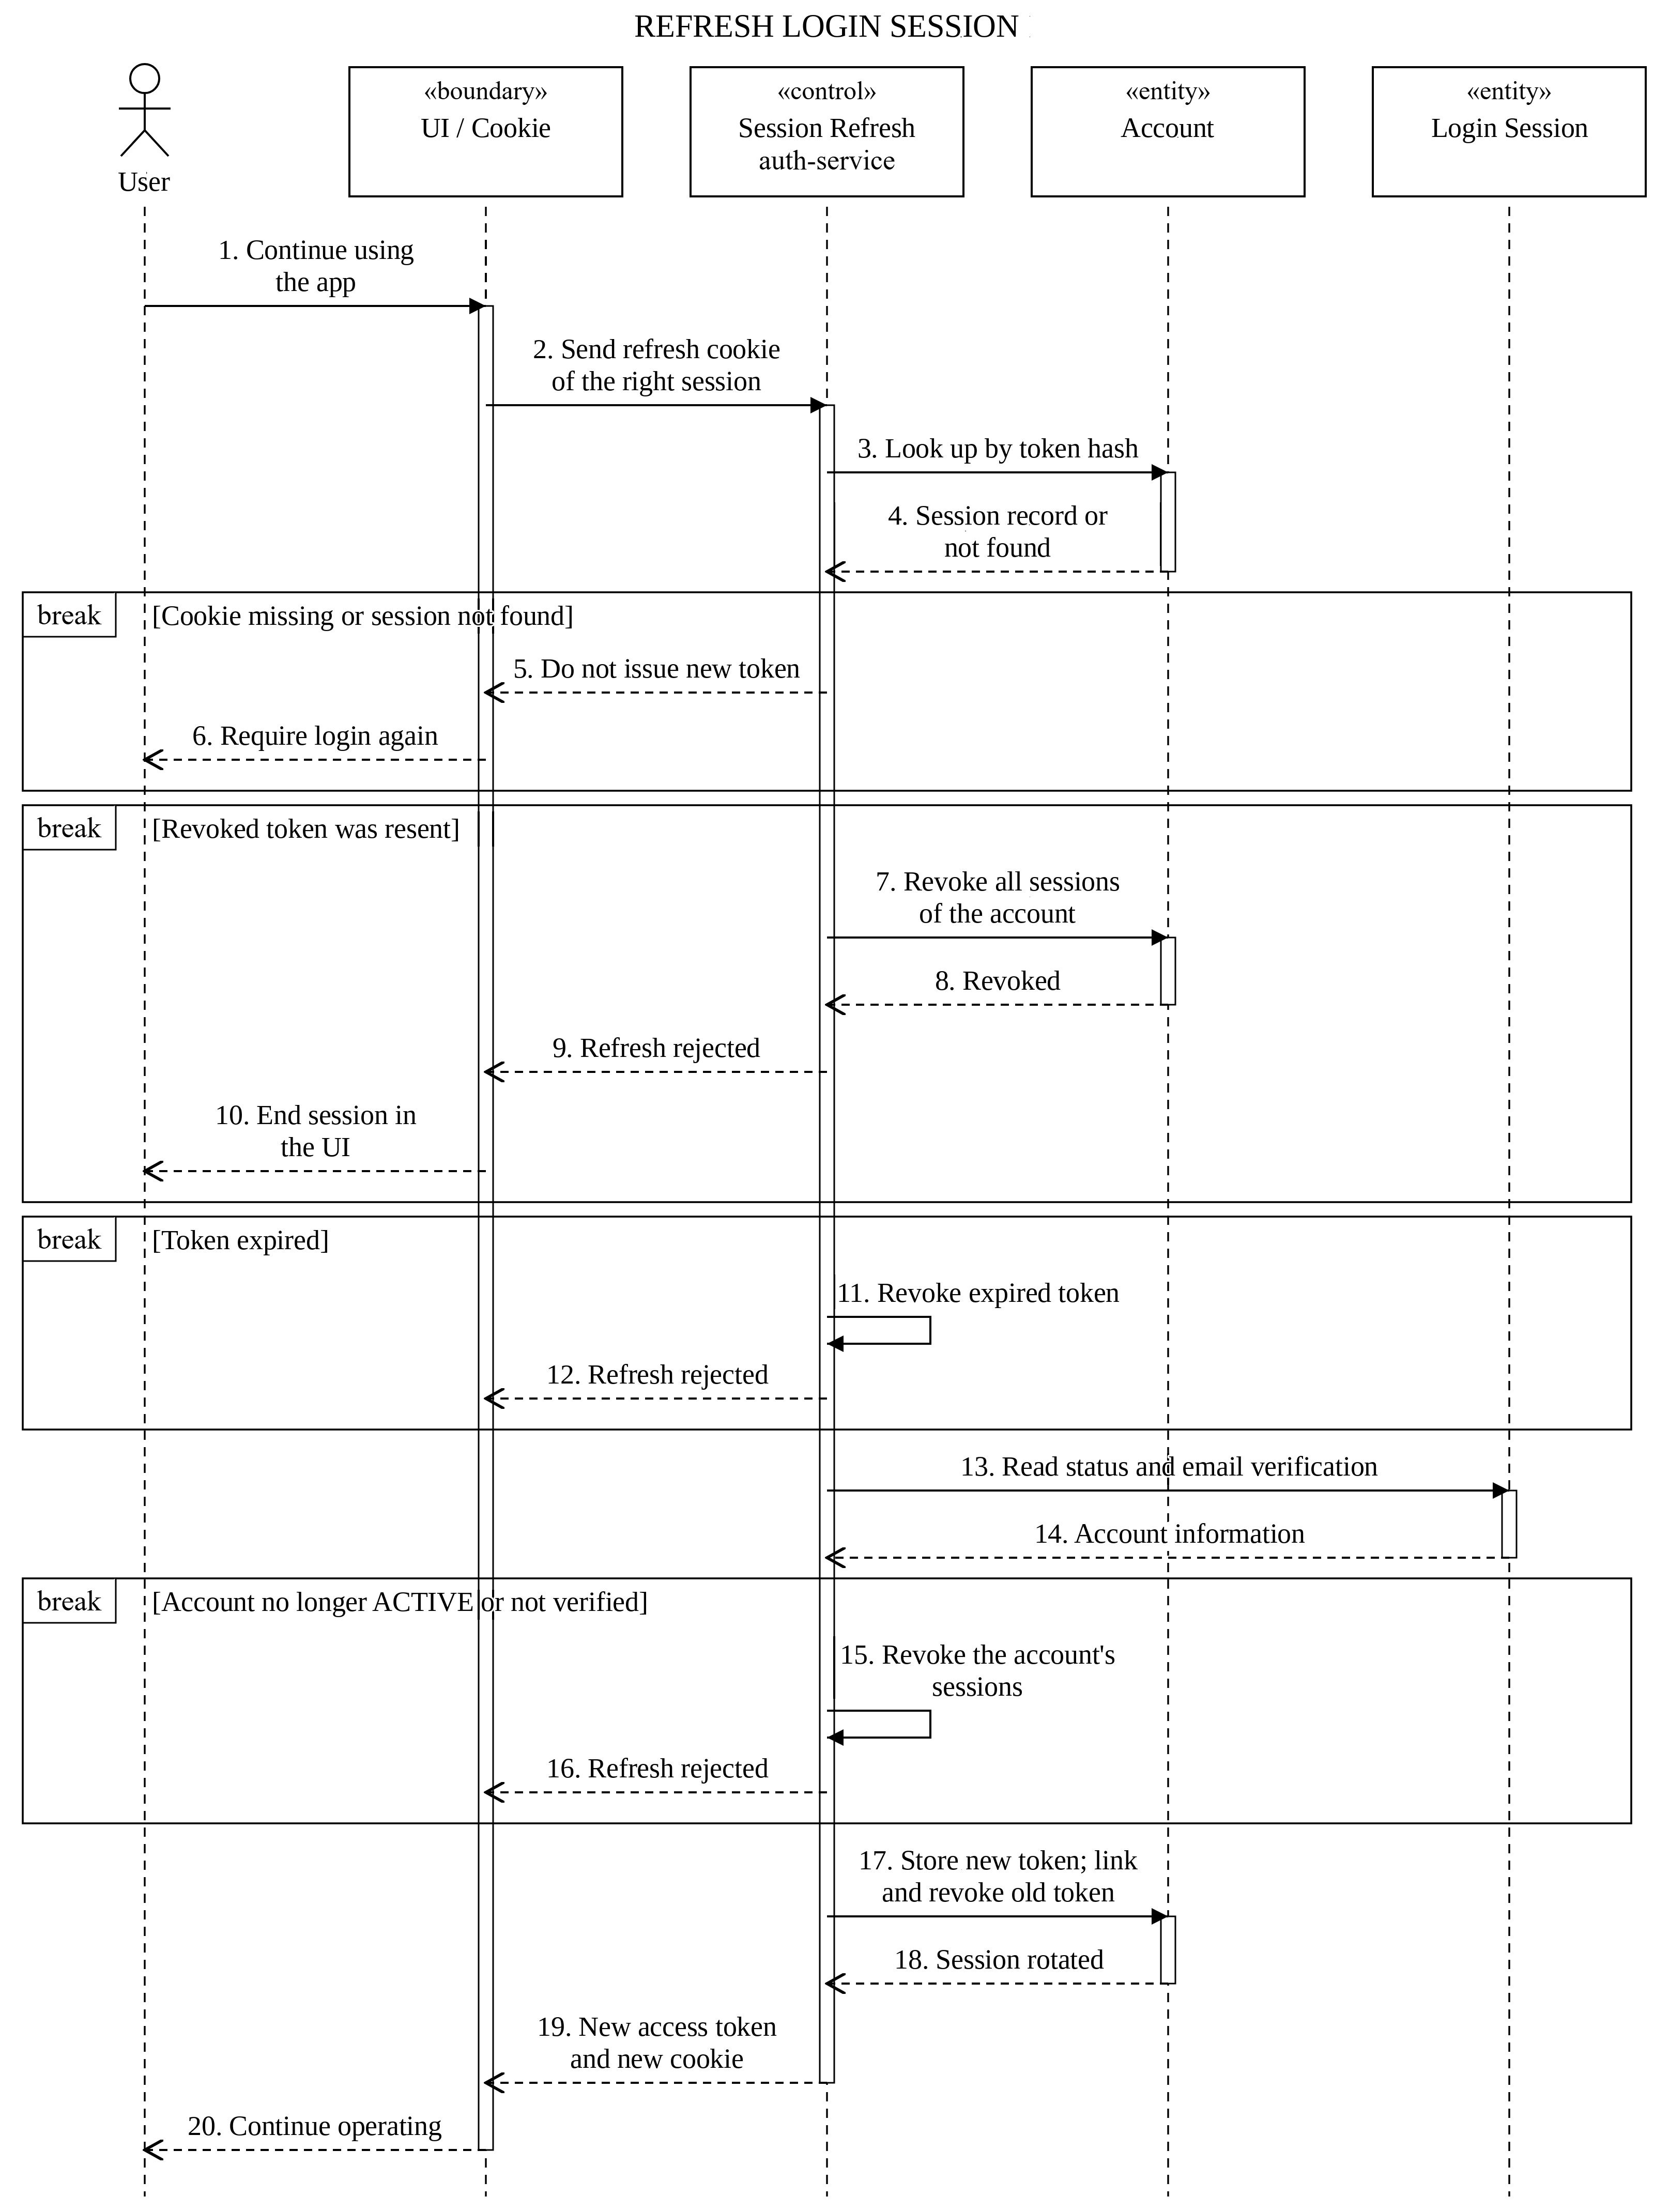 REFRESH LOGIN SESSION
User
«boundary»
UI / Cookie
«control»
Session Refresh
auth-service
«entity»
Account
«entity»
Login Session
1. Continue using
the app
2. Send refresh cookie
of the right session
3. Look up by token hash
4. Session record or
not found
break
[Cookie missing or session not found]
5. Do not issue new token
6. Require login again
break
[Revoked token was resent]
7. Revoke all sessions
of the account
8. Revoked
9. Refresh rejected
10. End session in
the UI
break
[Token expired]
11. Revoke expired token
12. Refresh rejected
13. Read status and email verification
14. Account information
break
[Account no longer ACTIVE or not verified]
15. Revoke the account's
sessions
16. Refresh rejected
17. Store new token; link
and revoke old token
18. Session rotated
19. New access token
and new cookie
20. Continue operating